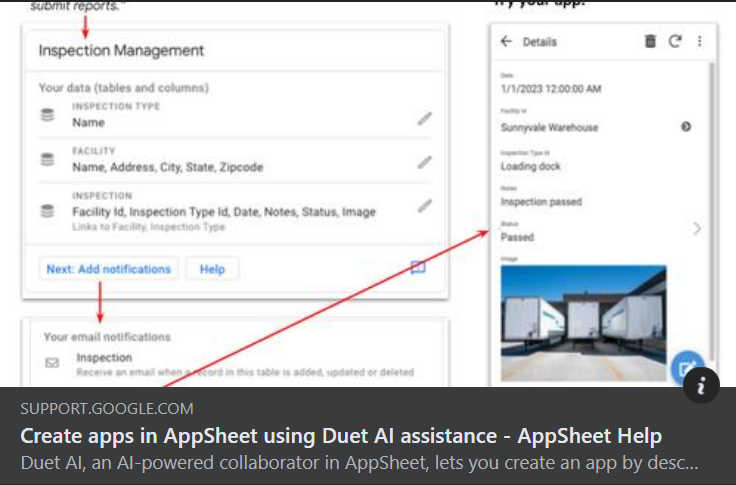 submit reports."
Try your app!
Inspection Management
Your data (tables and columns)
INSPECTION TYPE
Name
FACILITY
Name, Address, City, State, Zipcode
INSPECTION
Facility Id, Inspection Type Id, Date, Notes, Status, Image
Links to Facility, Inspection Type
Next: Add notifications
Help
Your email notifications
Inspection
Receive an email when a record in this table is added, updated or deleted
Details
Date
1/1/2023 12:00:00 AM
Facility Id
Sunnyvale Warehouse
Inspection Type Id
Loading dock
Notes
Inspection passed
Status
Passed
Image
SUPPORT.GOOGLE.COM
Create apps in AppSheet using Duet AI assistance - AppSheet Help
Duet AI, an AI-powered collaborator in AppSheet, lets you create an app by desc...